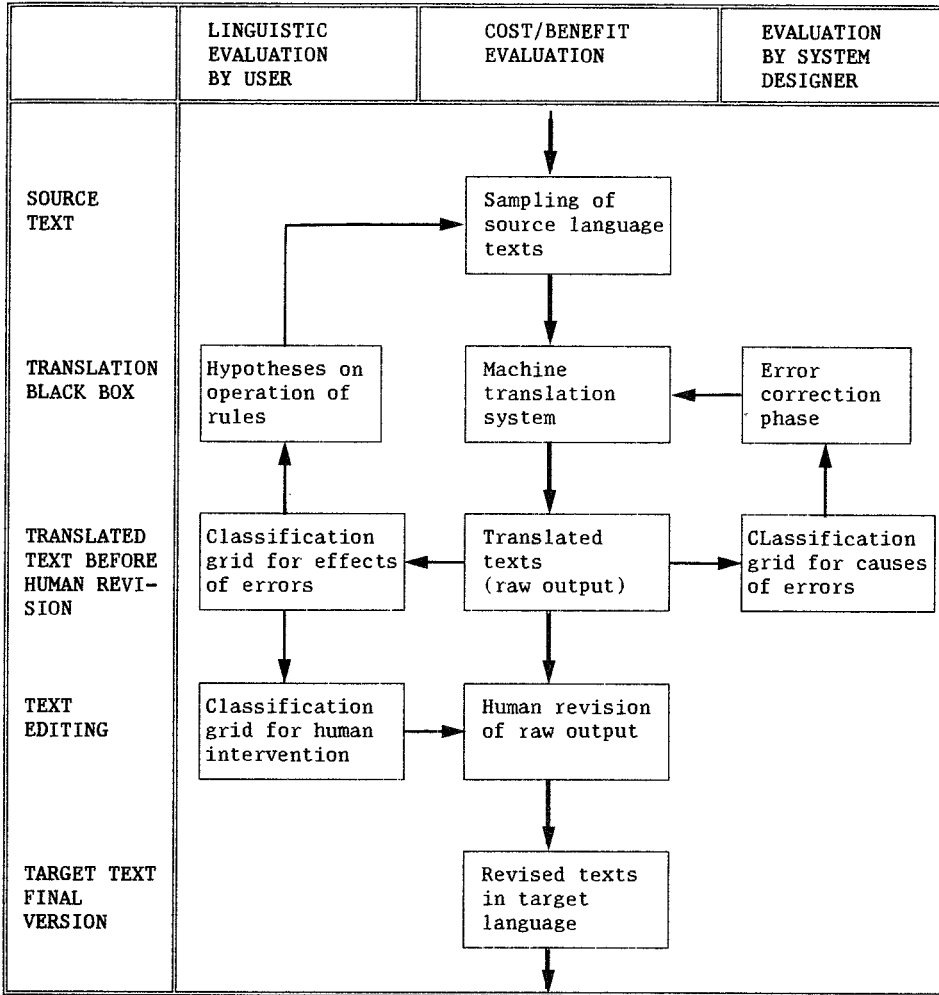 LINGUISTIC
EVALUATION
BY USER
COST/BENEFIT
EVALUATION
EVALUATION
BY SYSTEM
DESIGNER
SOURCE
TEXT
Sampling of
source language
texts
TRANSLATION
BLACK BOX
Hypotheses on
operation of
rules
Machine
translation
system
Error
correction
phase
TRANSLATED
TEXT BEFORE
HUMAN REVI-
SION
Classification
grid for effects
of errors
Translated
texts
(raw output)
CLassification
grid for causes
of errors
TEXT
EDITING
Classification
grid for human
intervention
Human revision
of raw output
TARGET TEXT
FINAL
VERSION
Revised texts
in target
language